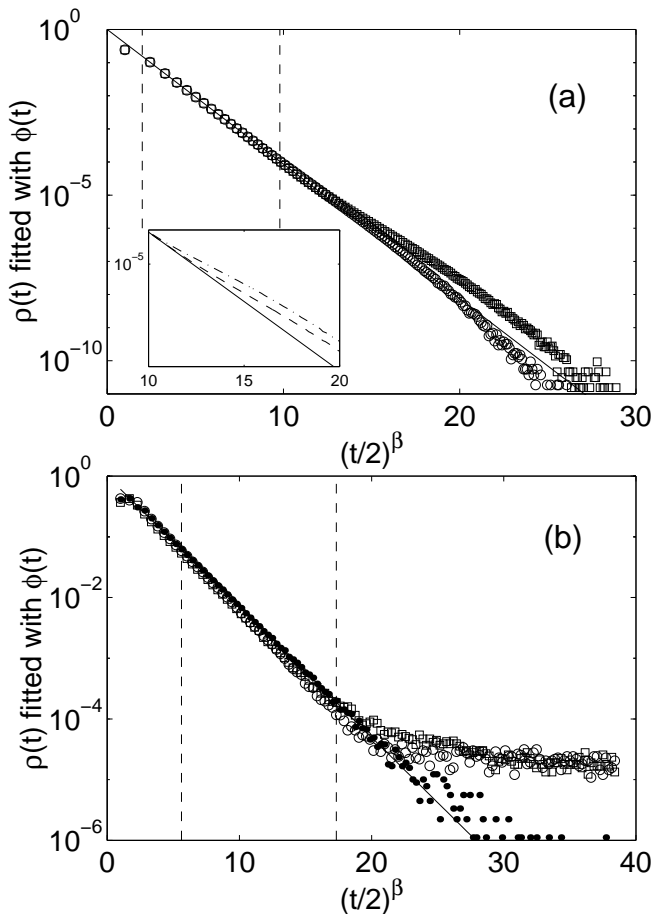 10^0
10^-5
10^-10
ρ(t) fitted with φ(t)
(a)
10^-5
10 15 20
0 10 20 30
(t/2)^β
10^0
10^-2
10^-4
10^-6
ρ(t) fitted with φ(t)
(b)
0 10 20 30 40
(t/2)^β